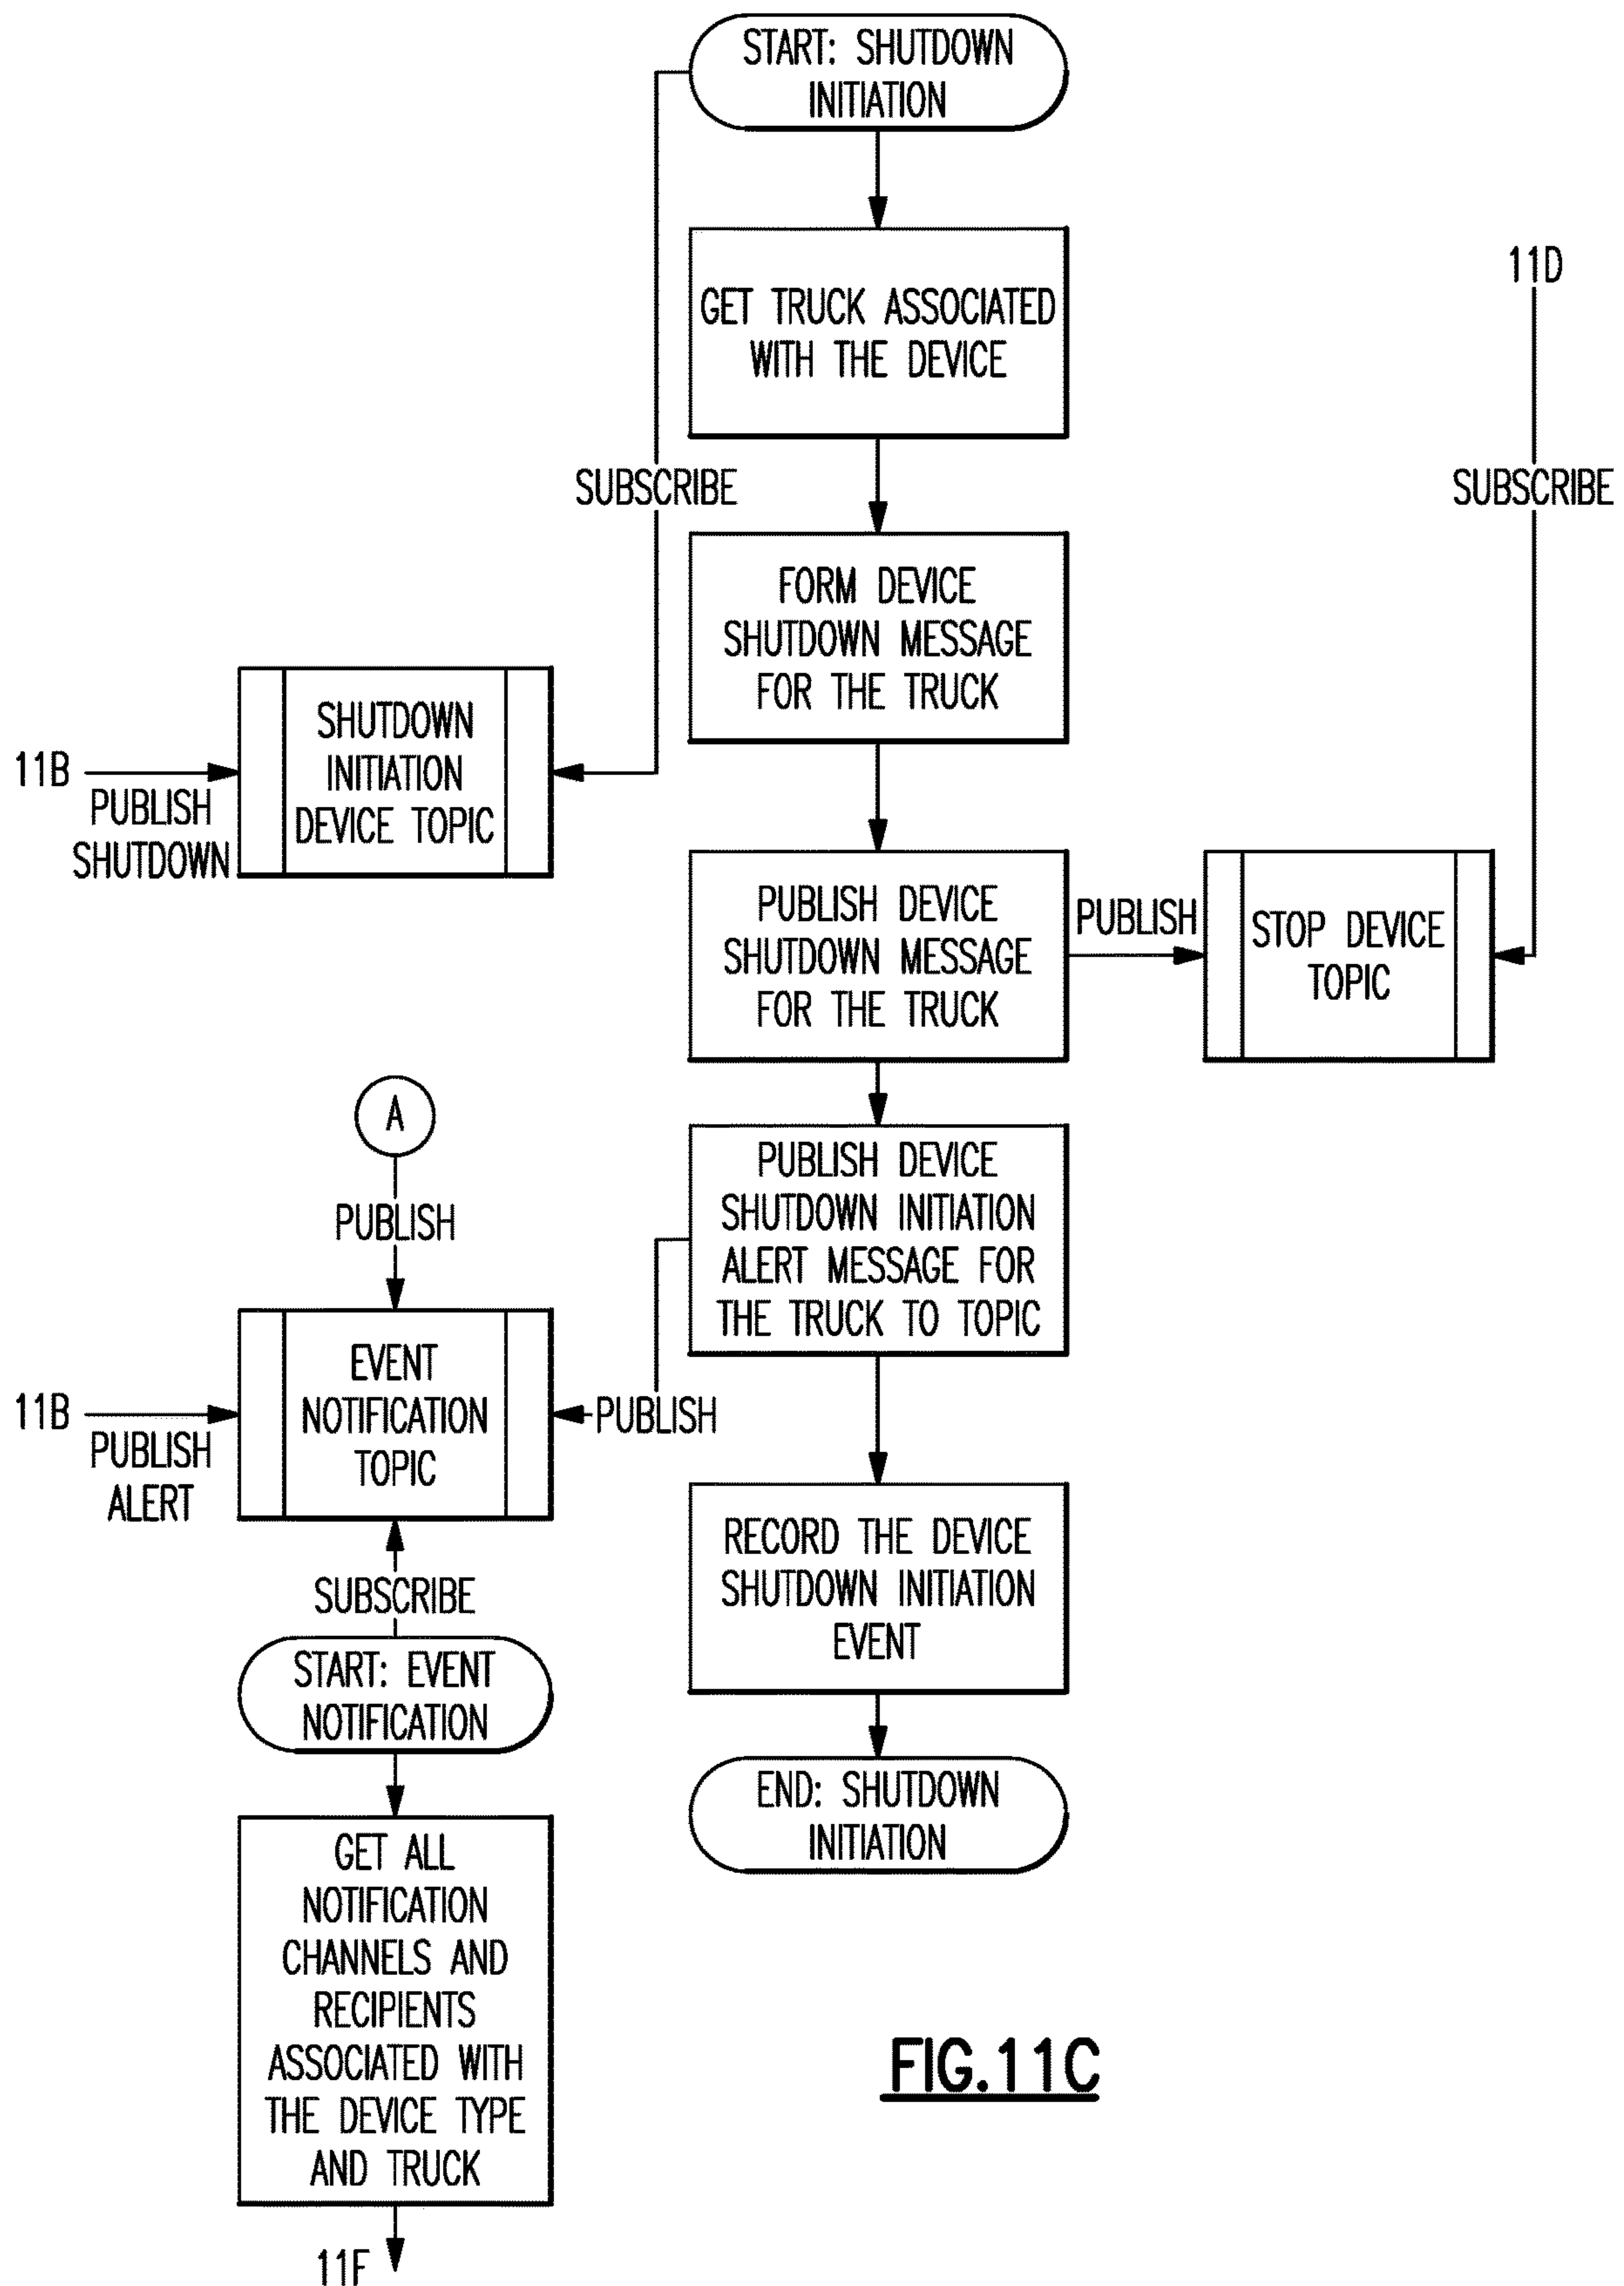 START: SHUTDOWN
INITIATION
GET TRUCK ASSOCIATED
WITH THE DEVICE
11D
SUBSCRIBE
SUBSCRIBE
FORM DEVICE
SHUTDOWN MESSAGE
FOR THE TRUCK
SHUTDOWN
INITIATION
DEVICE TOPIC
11B
PUBLISH
SHUTDOWN
PUBLISH DEVICE
SHUTDOWN MESSAGE
FOR THE TRUCK
PUBLISH
STOP DEVICE
TOPIC
A
PUBLISH
PUBLISH DEVICE
SHUTDOWN INITIATION
ALERT MESSAGE FOR
THE TRUCK TO TOPIC
EVENT
NOTIFICATION
TOPIC
11B
PUBLISH
ALERT
PUBLISH
RECORD THE DEVICE
SHUTDOWN INITIATION
EVENT
SUBSCRIBE
START: EVENT
NOTIFICATION
END: SHUTDOWN
INITIATION
GET ALL
NOTIFICATION
CHANNELS AND
RECIPIENTS
ASSOCIATED WITH
THE DEVICE TYPE
AND TRUCK
11F
FIG.11C